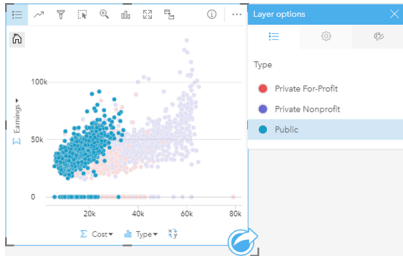 Layer options
Type
Private For-Profit
Private Nonprofit
Public
Earnings
100k
50k
0
20k
40k
60k
80k
Cost
Type